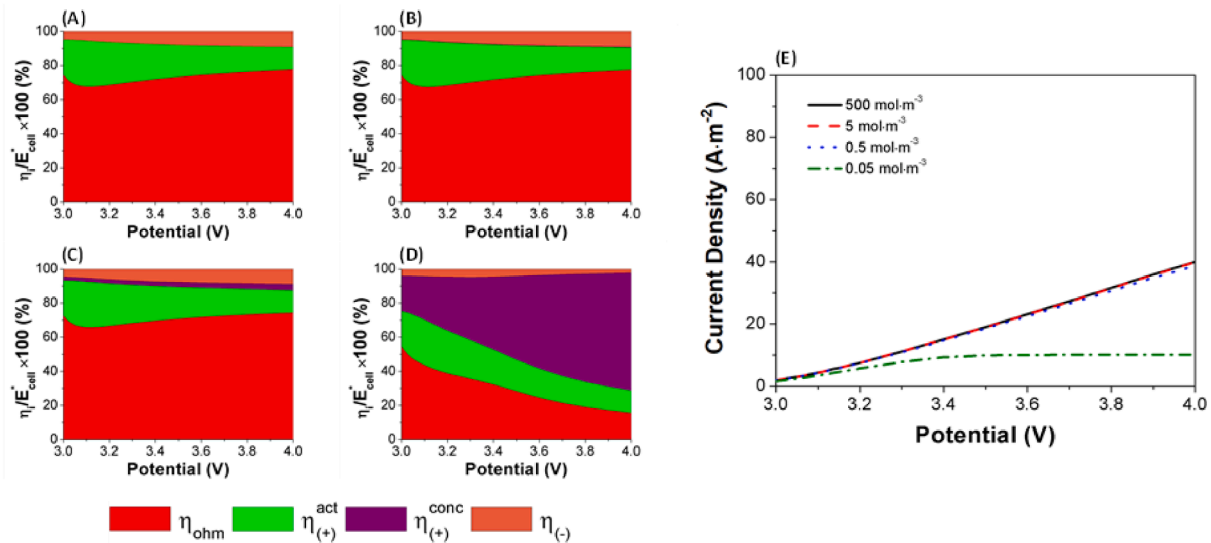 (A)
ηi/E*cell ×100 (%)
100
80
60
40
20
0
3.0 3.2 3.4 3.6 3.8 4.0
Potential (V)
(B)
ηi/E*cell ×100 (%)
100
80
60
40
20
0
3.0 3.2 3.4 3.6 3.8 4.0
Potential (V)
(C)
ηi/E*cell ×100 (%)
100
80
60
40
20
0
3.0 3.2 3.4 3.6 3.8 4.0
Potential (V)
(D)
ηi/E*cell ×100 (%)
100
80
60
40
20
0
3.0 3.2 3.4 3.6 3.8 4.0
Potential (V)
ηohm η(+)act η(+)conc η(-)
(E)
Current Density (A·m⁻²)
100
80
60
40
20
0
500 mol·m⁻³
5 mol·m⁻³
0.5 mol·m⁻³
0.05 mol·m⁻³
3.0 3.2 3.4 3.6 3.8 4.0
Potential (V)